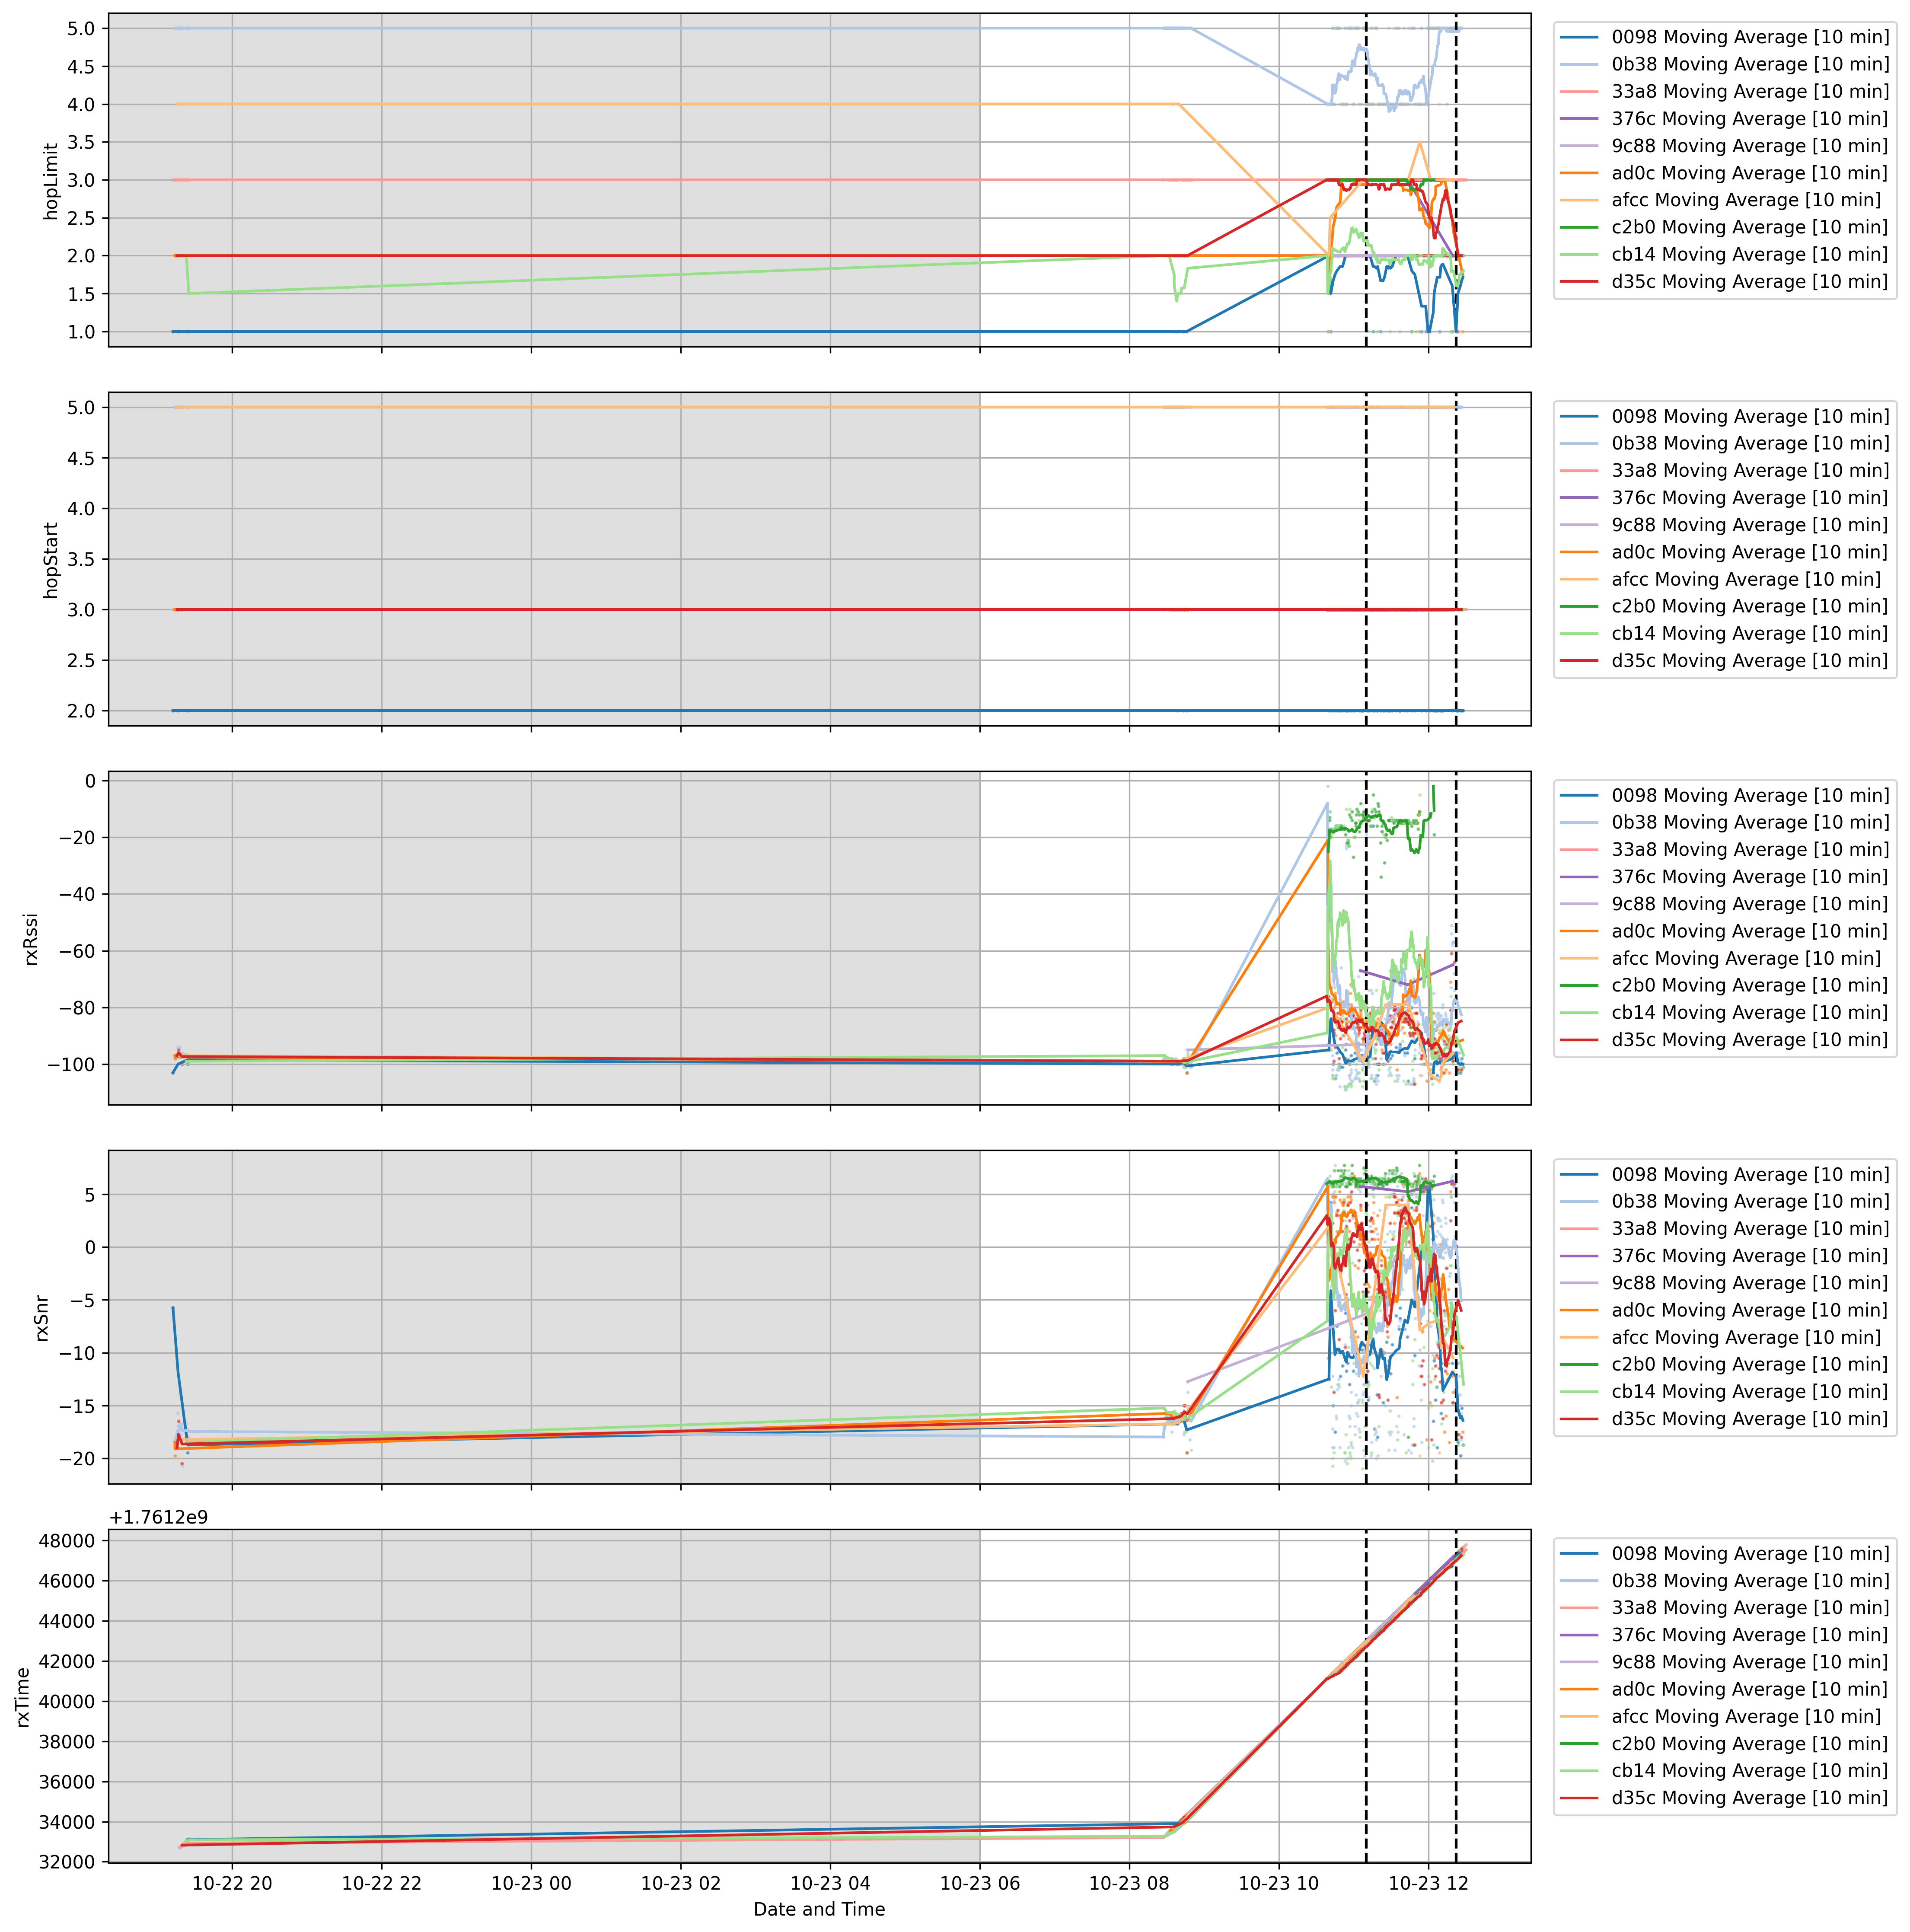 5.0
4.5
4.0
3.5
3.0
2.5
2.0
1.5
1.0
hopLimit
0098 Moving Average [10 min]
0b38 Moving Average [10 min]
33a8 Moving Average [10 min]
376c Moving Average [10 min]
9c88 Moving Average [10 min]
ad0c Moving Average [10 min]
afcc Moving Average [10 min]
c2b0 Moving Average [10 min]
cb14 Moving Average [10 min]
d35c Moving Average [10 min]
5.0
4.5
4.0
3.5
3.0
2.5
2.0
hopStart
0098 Moving Average [10 min]
0b38 Moving Average [10 min]
33a8 Moving Average [10 min]
376c Moving Average [10 min]
9c88 Moving Average [10 min]
ad0c Moving Average [10 min]
afcc Moving Average [10 min]
c2b0 Moving Average [10 min]
cb14 Moving Average [10 min]
d35c Moving Average [10 min]
0
−20
−40
−60
−80
−100
rxRssi
0098 Moving Average [10 min]
0b38 Moving Average [10 min]
33a8 Moving Average [10 min]
376c Moving Average [10 min]
9c88 Moving Average [10 min]
ad0c Moving Average [10 min]
afcc Moving Average [10 min]
c2b0 Moving Average [10 min]
cb14 Moving Average [10 min]
d35c Moving Average [10 min]
5
0
−5
−10
−15
−20
rxSnr
0098 Moving Average [10 min]
0b38 Moving Average [10 min]
33a8 Moving Average [10 min]
376c Moving Average [10 min]
9c88 Moving Average [10 min]
ad0c Moving Average [10 min]
afcc Moving Average [10 min]
c2b0 Moving Average [10 min]
cb14 Moving Average [10 min]
d35c Moving Average [10 min]
+1.7612e9
48000
46000
44000
42000
40000
38000
36000
34000
32000
rxTime
0098 Moving Average [10 min]
0b38 Moving Average [10 min]
33a8 Moving Average [10 min]
376c Moving Average [10 min]
9c88 Moving Average [10 min]
ad0c Moving Average [10 min]
afcc Moving Average [10 min]
c2b0 Moving Average [10 min]
cb14 Moving Average [10 min]
d35c Moving Average [10 min]
10-22 20 10-22 22 10-23 00 10-23 02 10-23 04 10-23 06 10-23 08 10-23 10 10-23 12
Date and Time